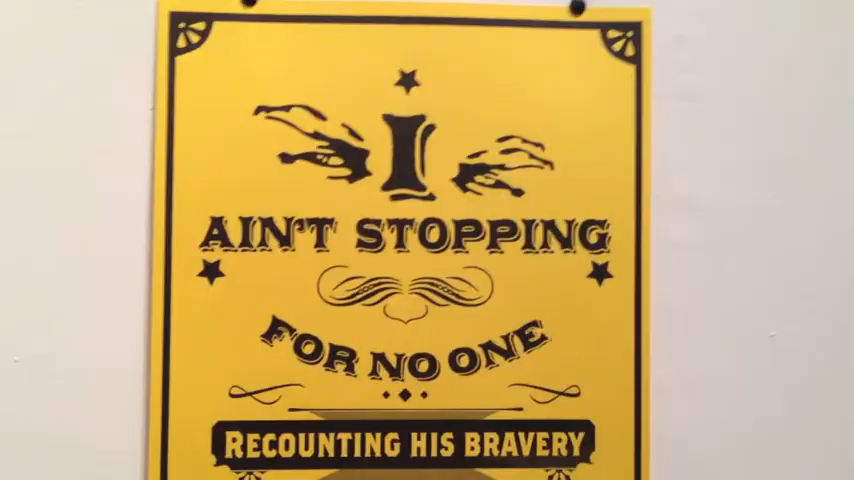 i
AIN'T STOPPING
FOR NO ONE
RECOUNTING HIS BRAVERY